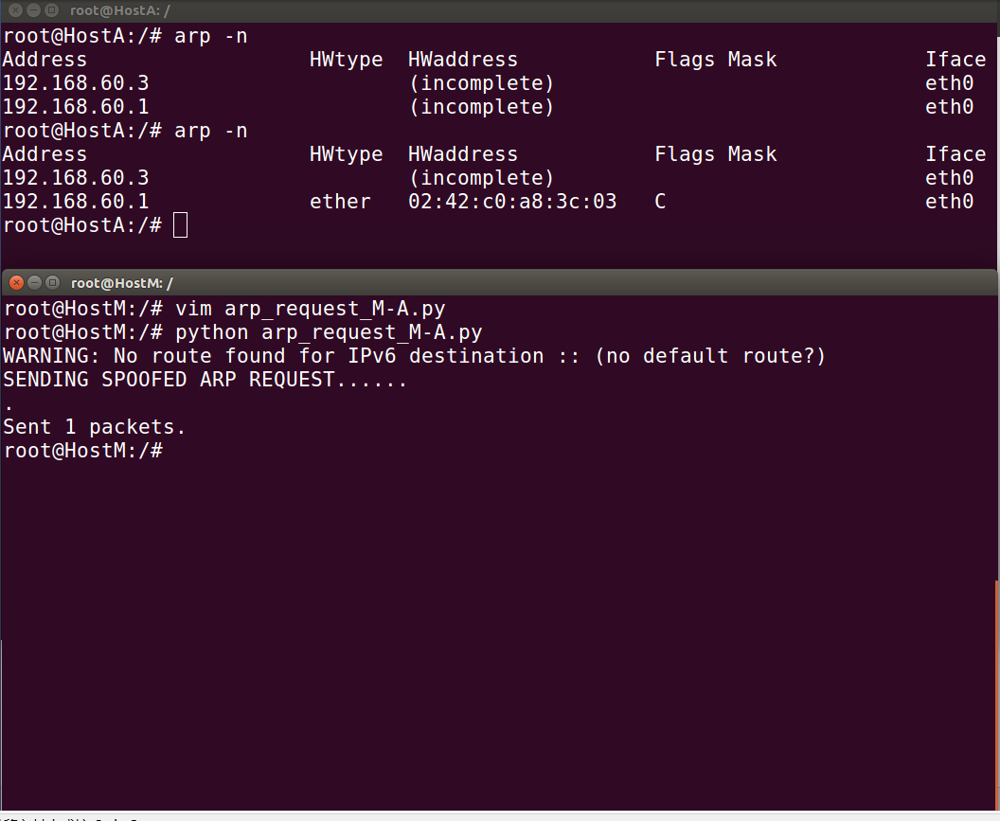 root@HostA: /
root@HostA:/# arp -n
Address                  HWtype  HWaddress           Flags Mask            Iface
192.168.60.3                     (incomplete)                              eth0
192.168.60.1                     (incomplete)                              eth0
root@HostA:/# arp -n
Address                  HWtype  HWaddress           Flags Mask            Iface
192.168.60.3                     (incomplete)                              eth0
192.168.60.1             ether   02:42:c0:a8:3c:03   C                     eth0
root@HostA:/#
root@HostM: /
root@HostM:/# vim arp_request_M-A.py
root@HostM:/# python arp_request_M-A.py
WARNING: No route found for IPv6 destination :: (no default route?)
SENDING SPOOFED ARP REQUEST......
.
Sent 1 packets.
root@HostM:/#